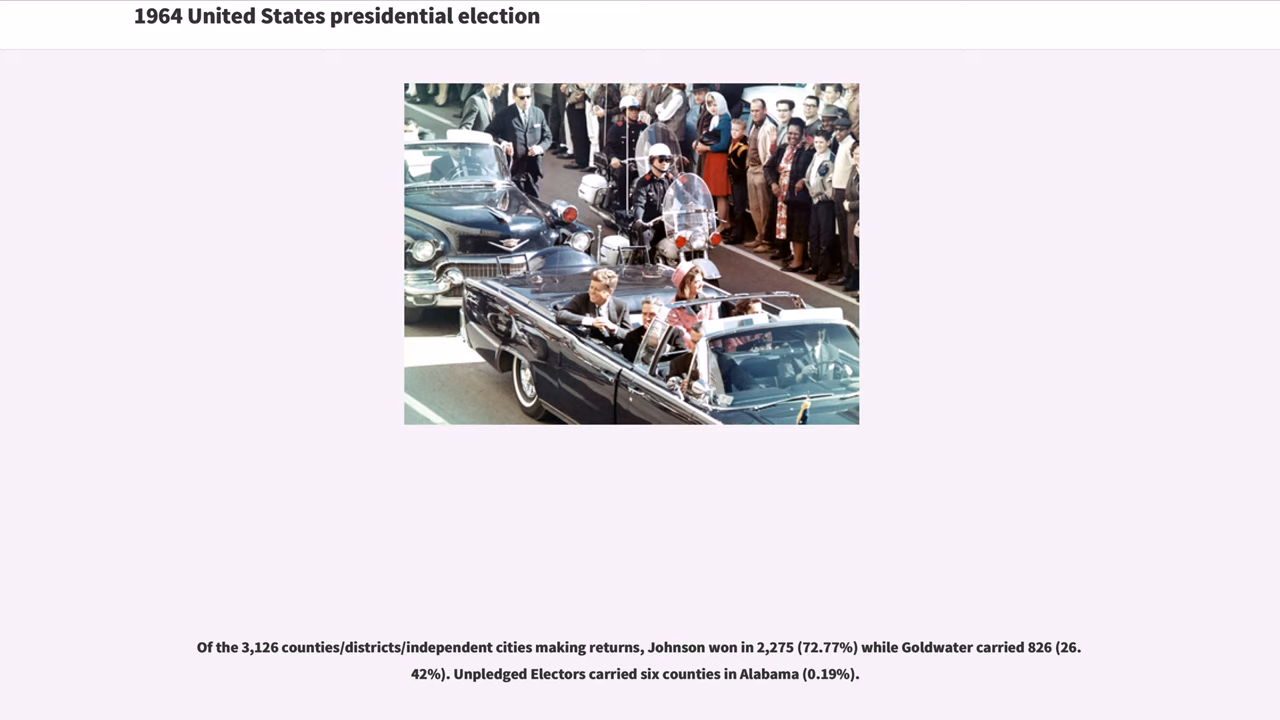 1964 United States presidential election
Of the 3,126 counties/districts/independent cities making returns, Johnson won in 2,275 (72.77%) while Goldwater carried 826 (26.
42%). Unpledged Electors carried six counties in Alabama (0.19%).